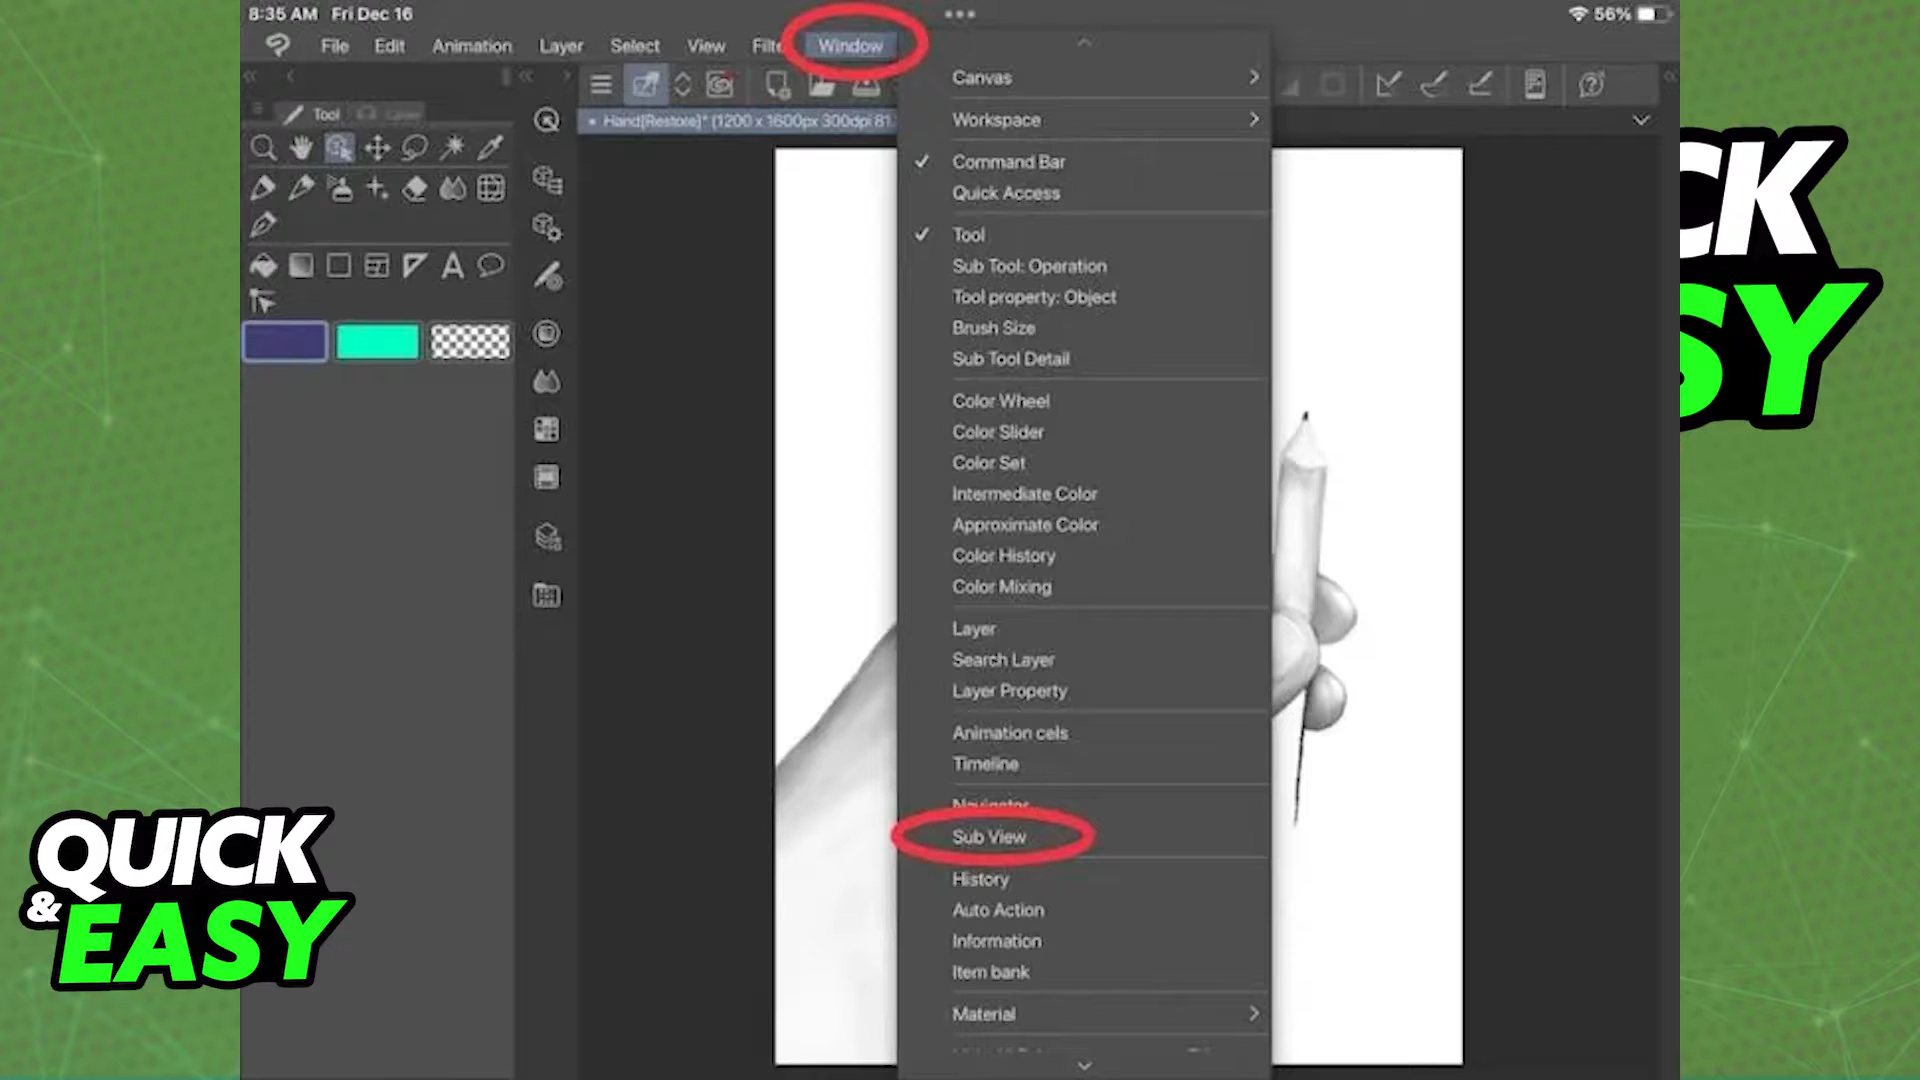 8:35 AM Fri Dec 16
56%
File Edit Animation Layer Select View Filte Window
Tool
Hand[Restore]* (1200 x 1600px 300dpi 81.
Canvas
Workspace
Command Bar
Quick Access
Tool
Sub Tool: Operation
Tool property: Object
Brush Size
Sub Tool Detail
Color Wheel
Color Slider
Color Set
Intermediate Color
Approximate Color
Color History
Color Mixing
Layer
Search Layer
Layer Property
Animation cels
Timeline
Navigator
Sub View
History
Auto Action
Information
Item bank
Material
QUICK
& EASY
CK
SY